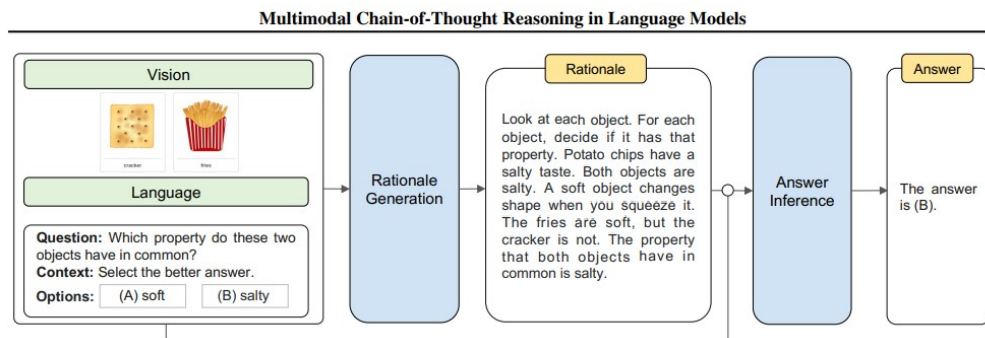 Multimodal Chain-of-Thought Reasoning in Language Models
Vision
cracker
fries
Language
Question: Which property do these two
objects have in common?
Context: Select the better answer.
Options: (A) soft (B) salty
Rationale
Generation
Rationale
Look at each object. For each
object, decide if it has that
property. Potato chips have a
salty taste. Both objects are
salty. A soft object changes
shape when you squeeze it.
The fries are soft, but the
cracker is not. The property
that both objects have in
common is salty.
Answer
Inference
Answer
The answer
is (B).